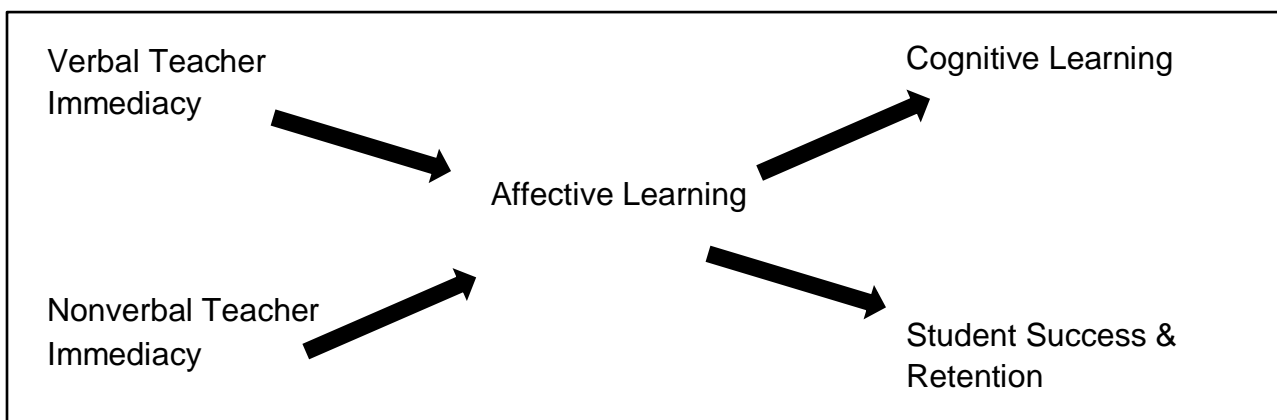 Verbal Teacher
Immediacy
Cognitive Learning
Affective Learning
Nonverbal Teacher
Immediacy
Student Success &
Retention